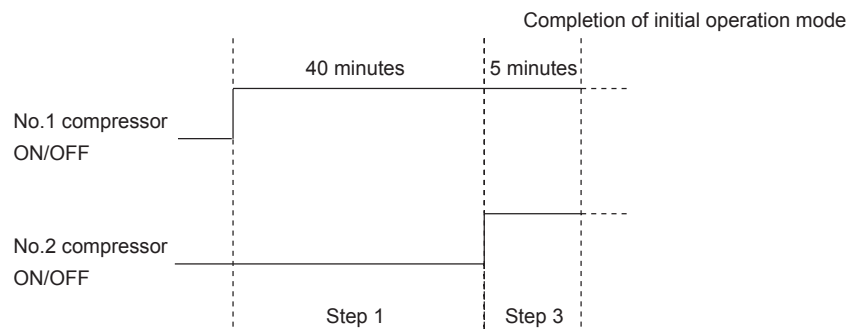 Completion of initial operation mode
40 minutes
5 minutes
No.1 compressor
ON/OFF
No.2 compressor
ON/OFF
Step 1
Step 3